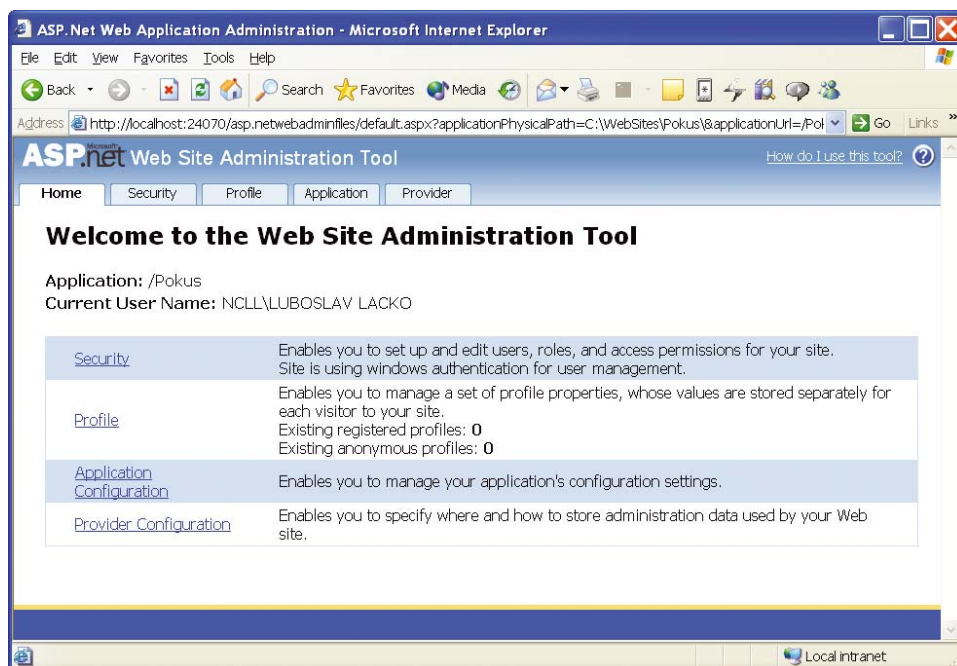 ASP.Net Web Application Administration - Microsoft Internet Explorer
File Edit View Favorites Tools Help
Back Search Favorites Media
Address http://localhost:24070/asp.netwebadminfiles/default.aspx?applicationPhysicalPath=C:\WebSites\Pokus\&applicationUrl=/Pok Go Links »
Microsoft
ASP.net Web Site Administration Tool How do I use this tool? ?
Home Security Profile Application Provider
Welcome to the Web Site Administration Tool
Application: /Pokus
Current User Name: NCLL\LUBOSLAV LACKO
Security Enables you to set up and edit users, roles, and access permissions for your site.
Site is using windows authentication for user management.
Enables you to manage a set of profile properties, whose values are stored separately for
each visitor to your site.
Profile
Existing registered profiles: 0
Existing anonymous profiles: 0
Application
Configuration
Enables you to manage your application's configuration settings.
Provider Configuration
Enables you to specify where and how to store administration data used by your Web
site.
Local intranet